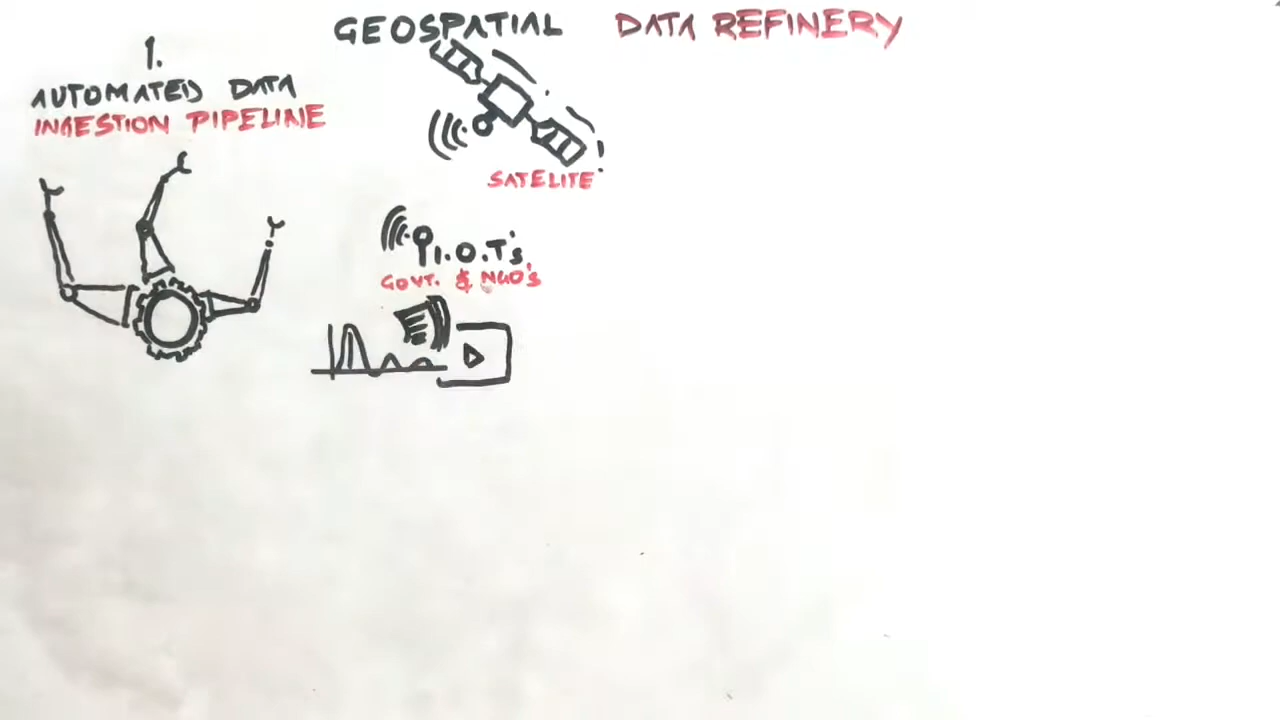 GEOSPATIAL DATA REFINERY
1.
AUTOMATED DATA
INGESTION PIPELINE
SATELITE
I.O.T's
GOVT. & NGO's